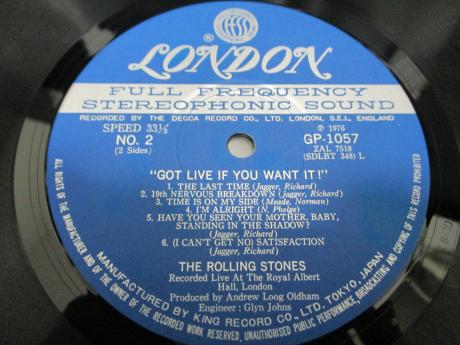 ®
LONDON
FULL FREQUENCY
STEREOPHONIC SOUND
RECORDED BY THE DECCA RECORD CO., LTD. LONDON, S.E.I., ENGLAND
SPEED 33⅓
NO. 2
(2 Sides)
℗ 1976
GP-1057
ZAL 7518
(SDLBT 348) L
"GOT LIVE IF YOU WANT IT!"
1. THE LAST TIME (Jagger, Richard)
2. 19th NERVOUS BREAKDOWN (Jagger, Richard)
3. TIME IS ON MY SIDE (Meade, Norman)
4. I'M ALRIGHT (N. Phelge)
5. HAVE YOU SEEN YOUR MOTHER, BABY,
STANDING IN THE SHADOW?
(Jagger, Richard)
6. (I CAN'T GET NO) SATISFACTION
(Jagger, Richard)
THE ROLLING STONES
Recorded Live At The Royal Albert
Hall, London
Produced by Andrew Loog Oldham
Engineer : Glyn Johns
MANUFACTURED BY KING RECORD CO., LTD. TOKYO, JAPAN
ALL RIGHTS OF THE MANUFACTURER AND OF THE OWNER OF THE RECORDED WORK RESERVED, UNAUTHORISED PUBLIC PERFORMANCE, BROADCASTING AND COPYING OF THIS RECORD PROHIBITED